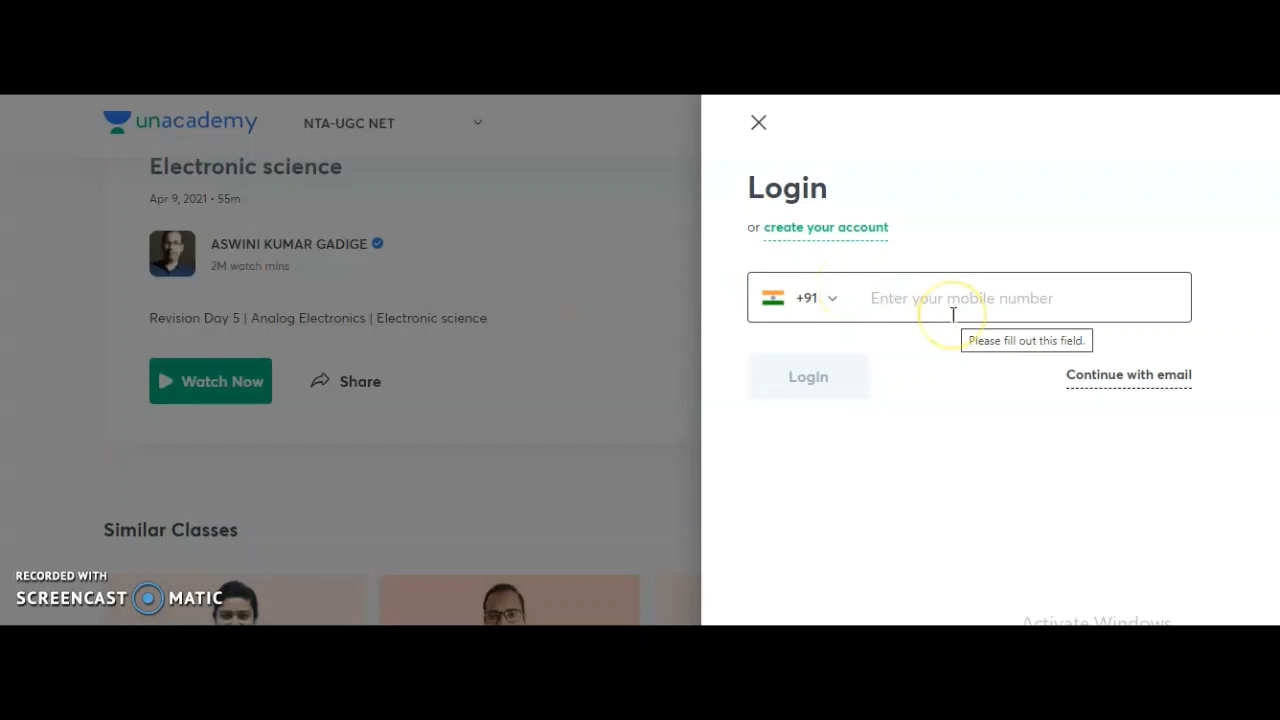 unacademy
NTA-UGC NET
Electronic science
Apr 9, 2021 • 55m
ASWINI KUMAR GADIGE
2M watch mins
Revision Day 5 | Analog Electronics | Electronic science
Watch Now
Share
Similar Classes
RECORDED WITH
SCREENCAST MATIC
Login
or create your account
+91
Enter your mobile number
Please fill out this field.
Login
Continue with email
Activate Windows